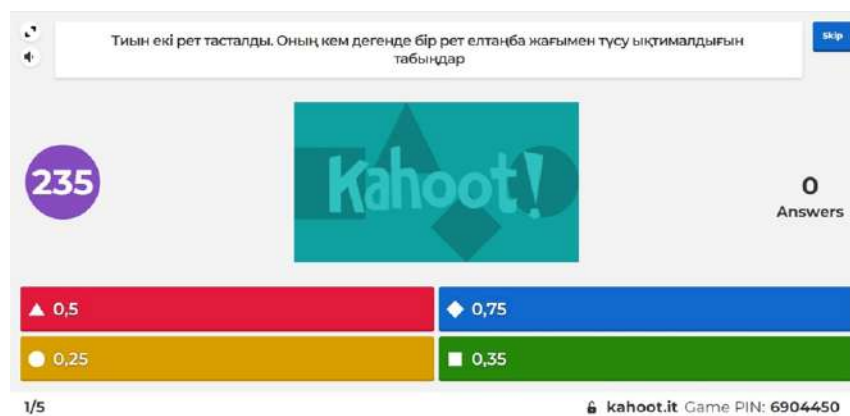 Тиын екі рет тасталды. Оның кем дегенде бір рет елтаңба жағымен түсу ықтималдығын
табыңдар
Skip
235
Kahoot!
0
Answers
0,5
0,75
0,25
0,35
1/5
kahoot.it Game PIN: 6904450